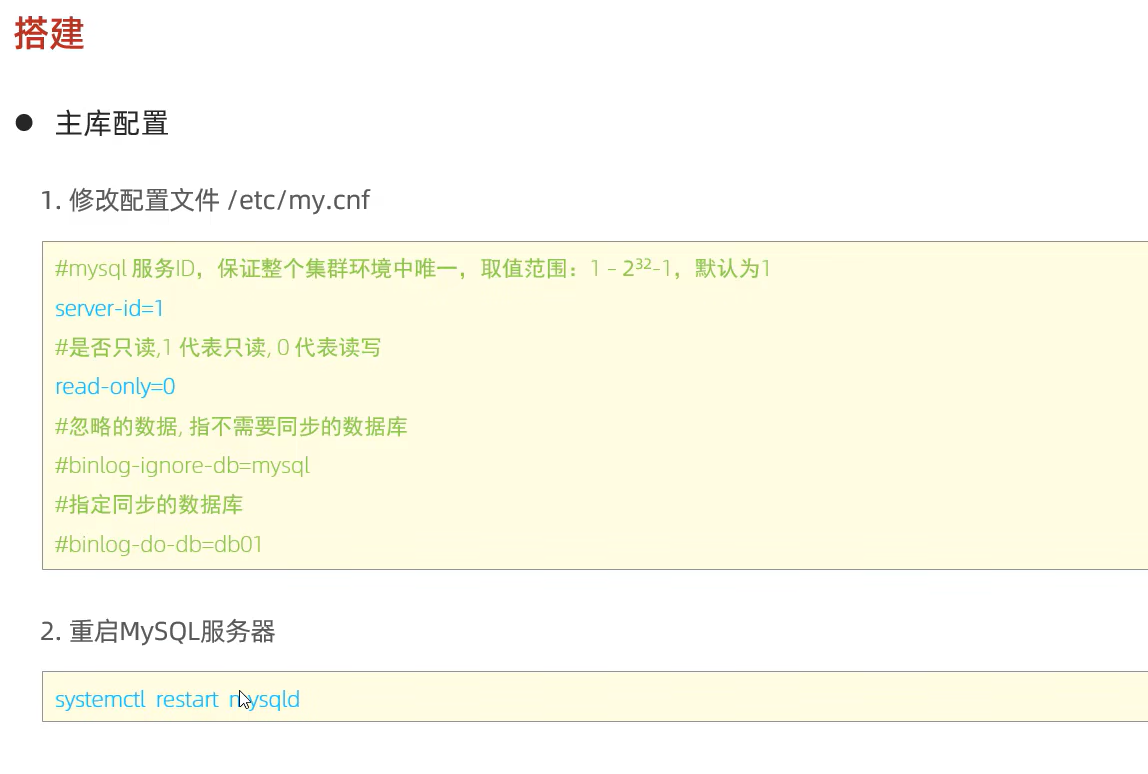 搭建
● 主库配置
1. 修改配置文件 /etc/my.cnf
#mysql 服务ID，保证整个集群环境中唯一，取值范围：1 – 2³²-1，默认为1
server-id=1
#是否只读,1 代表只读, 0 代表读写
read-only=0
#忽略的数据, 指不需要同步的数据库
#binlog-ignore-db=mysql
#指定同步的数据库
#binlog-do-db=db01
2. 重启MySQL服务器
systemctl restart mysqld